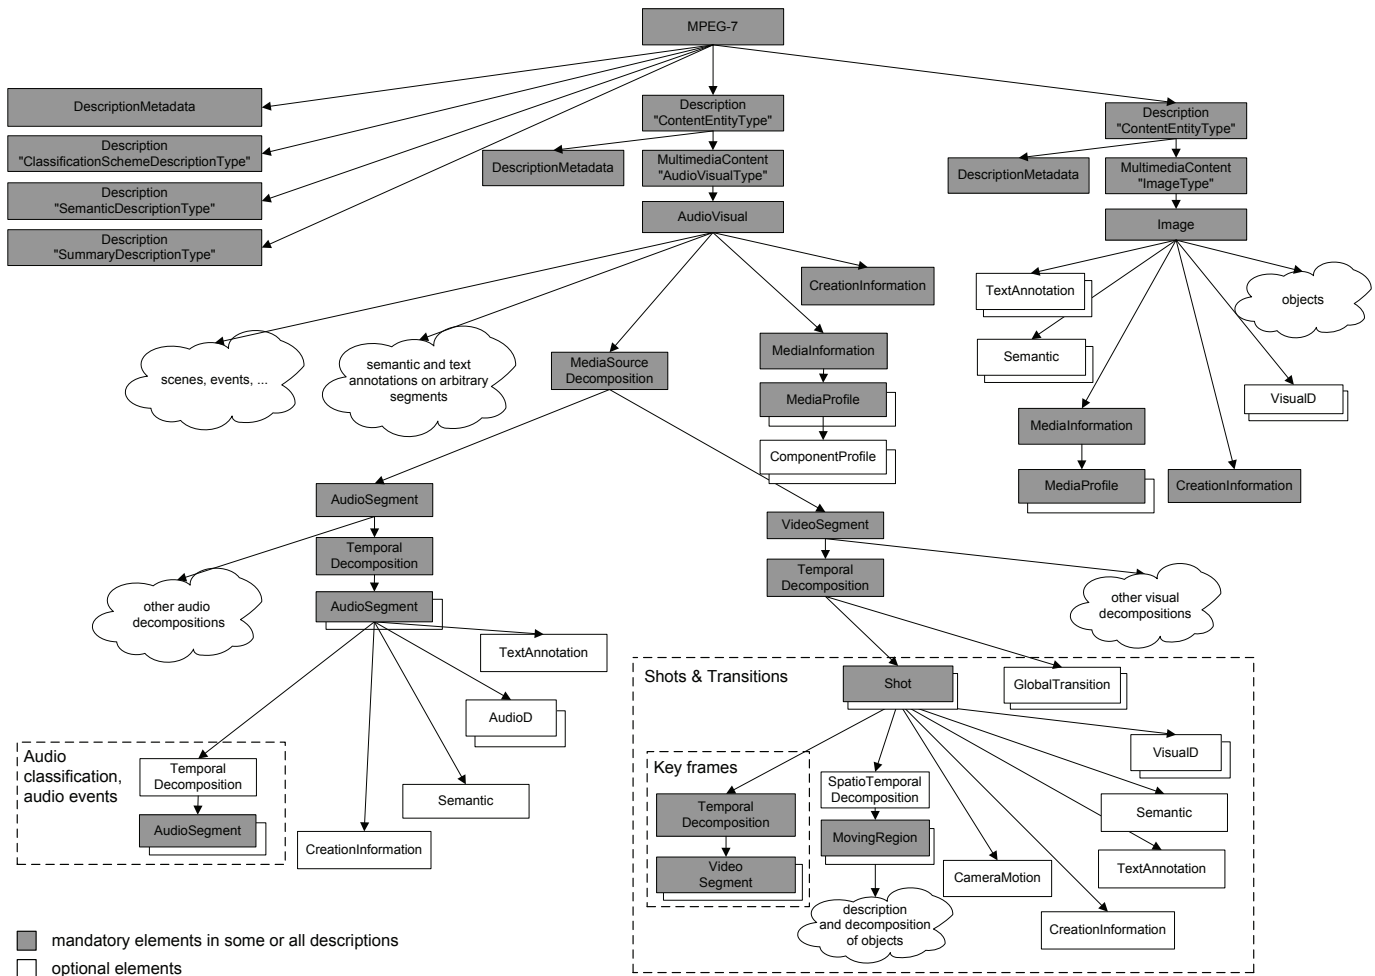 MPEG-7
DescriptionMetadata
Description
"ClassificationSchemeDescriptionType"
Description
"SemanticDescriptionType"
Description
"SummaryDescriptionType"
Description
"ContentEntityType"
DescriptionMetadata
MultimediaContent
"AudioVisualType"
AudioVisual
Description
"ContentEntityType"
DescriptionMetadata
MultimediaContent
"ImageType"
Image
CreationInformation
scenes, events, ...
semantic and text
annotations on arbitrary
segments
MediaSource
Decomposition
MediaInformation
MediaProfile
ComponentProfile
TextAnnotation
Semantic
MediaInformation
MediaProfile
CreationInformation
VisualD
objects
AudioSegment
Temporal
Decomposition
AudioSegment
other audio
decompositions
TextAnnotation
AudioD
Semantic
CreationInformation
Audio
classification,
audio events
Temporal
Decomposition
AudioSegment
VideoSegment
Temporal
Decomposition
other visual
decompositions
Shots & Transitions
Shot
GlobalTransition
Key frames
Temporal
Decomposition
Video
Segment
SpatioTemporal
Decomposition
MovingRegion
description
and decomposition
of objects
CameraMotion
CreationInformation
TextAnnotation
Semantic
VisualD
mandatory elements in some or all descriptions
optional elements